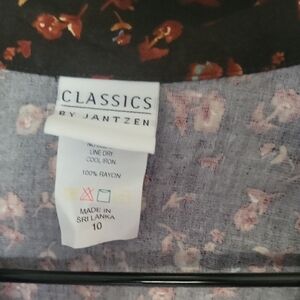 CLASSICS
BY JANTZEN
LINE DRY
COOL IRON
100% RAYON
MADE IN
SRI LANKA
10